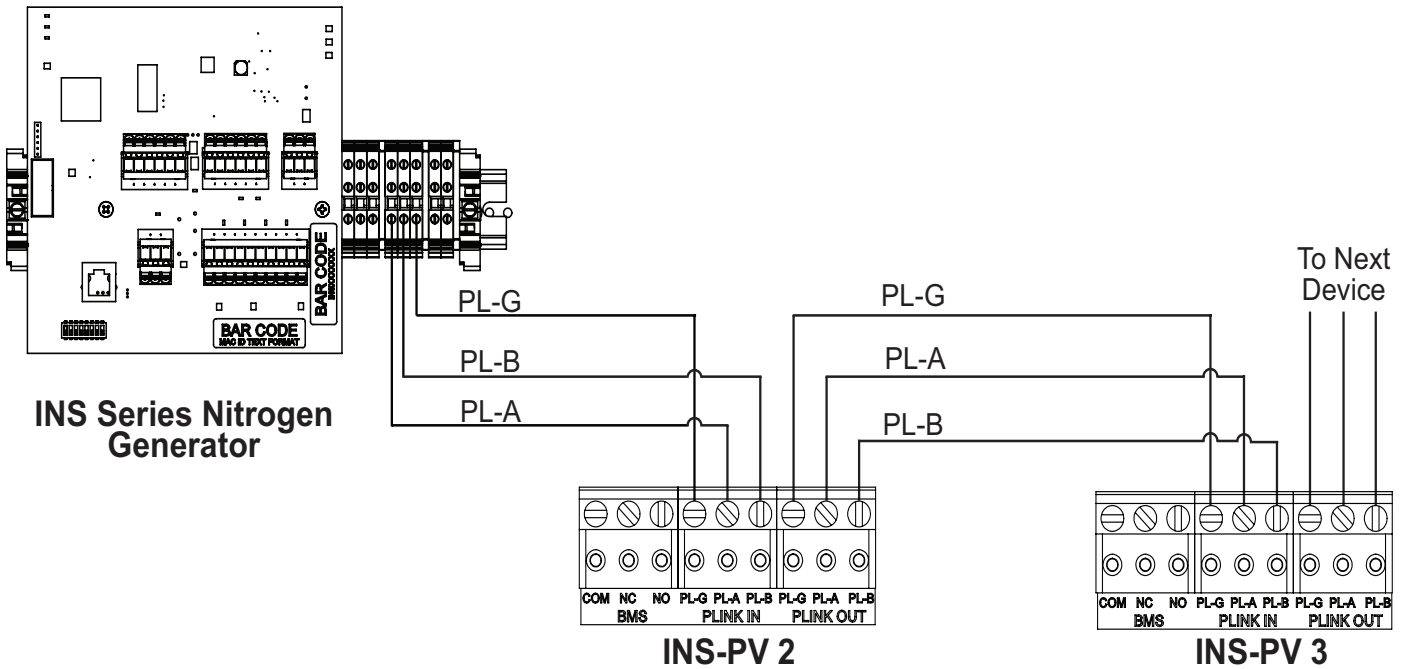 BAR CODE
INSXXXXXXX
BAR CODE
MAC ID TEXT FORMAT
INS Series Nitrogen
Generator
PL-G
PL-B
PL-A
PL-G
PL-A
PL-B
To Next
Device
COM NC NO PL-G PL-A PL-B PL-G PL-A PL-B
BMS PLINK IN PLINK OUT
INS-PV 2
COM NC NO PL-G PL-A PL-B PL-G PL-A PL-B
BMS PLINK IN PLINK OUT
INS-PV 3